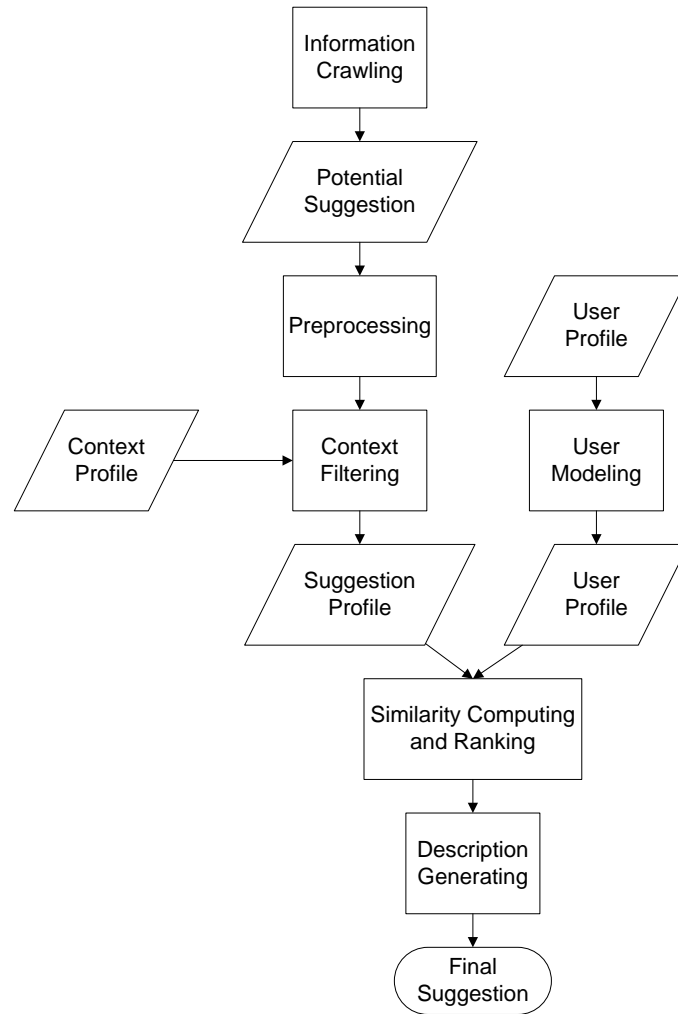 Information
Crawling
Potential
Suggestion
Preprocessing
User
Profile
Context
Profile
Context
Filtering
User
Modeling
Suggestion
Profile
User
Profile
Similarity Computing
and Ranking
Description
Generating
Final
Suggestion